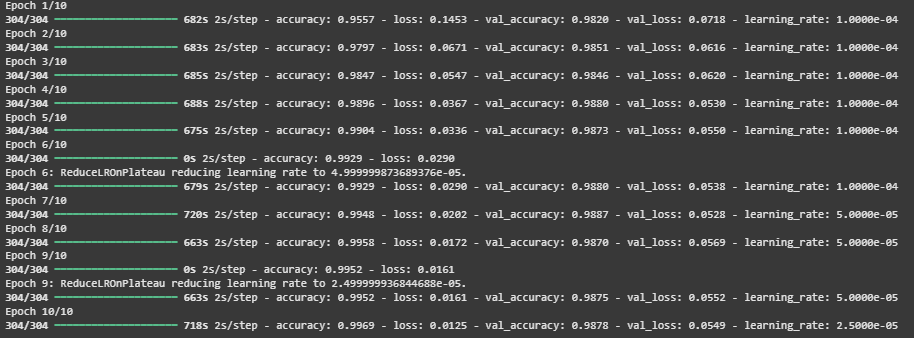 Epoch 1/10
304/304 ━━━━━━━━━━━━━━━━━━━━ 682s 2s/step - accuracy: 0.9557 - loss: 0.1453 - val_accuracy: 0.9820 - val_loss: 0.0718 - learning_rate: 1.0000e-04
Epoch 2/10
304/304 ━━━━━━━━━━━━━━━━━━━━ 683s 2s/step - accuracy: 0.9797 - loss: 0.0671 - val_accuracy: 0.9851 - val_loss: 0.0616 - learning_rate: 1.0000e-04
Epoch 3/10
304/304 ━━━━━━━━━━━━━━━━━━━━ 685s 2s/step - accuracy: 0.9847 - loss: 0.0547 - val_accuracy: 0.9846 - val_loss: 0.0620 - learning_rate: 1.0000e-04
Epoch 4/10
304/304 ━━━━━━━━━━━━━━━━━━━━ 688s 2s/step - accuracy: 0.9896 - loss: 0.0367 - val_accuracy: 0.9880 - val_loss: 0.0530 - learning_rate: 1.0000e-04
Epoch 5/10
304/304 ━━━━━━━━━━━━━━━━━━━━ 675s 2s/step - accuracy: 0.9904 - loss: 0.0336 - val_accuracy: 0.9873 - val_loss: 0.0550 - learning_rate: 1.0000e-04
Epoch 6/10
304/304 ━━━━━━━━━━━━━━━━━━━━ 0s 2s/step - accuracy: 0.9929 - loss: 0.0290
Epoch 6: ReduceLROnPlateau reducing learning rate to 4.999999873689376e-05.
304/304 ━━━━━━━━━━━━━━━━━━━━ 679s 2s/step - accuracy: 0.9929 - loss: 0.0290 - val_accuracy: 0.9880 - val_loss: 0.0538 - learning_rate: 1.0000e-04
Epoch 7/10
304/304 ━━━━━━━━━━━━━━━━━━━━ 720s 2s/step - accuracy: 0.9948 - loss: 0.0202 - val_accuracy: 0.9887 - val_loss: 0.0528 - learning_rate: 5.0000e-05
Epoch 8/10
304/304 ━━━━━━━━━━━━━━━━━━━━ 663s 2s/step - accuracy: 0.9958 - loss: 0.0172 - val_accuracy: 0.9870 - val_loss: 0.0569 - learning_rate: 5.0000e-05
Epoch 9/10
304/304 ━━━━━━━━━━━━━━━━━━━━ 0s 2s/step - accuracy: 0.9952 - loss: 0.0161
Epoch 9: ReduceLROnPlateau reducing learning rate to 2.499999936844688e-05.
304/304 ━━━━━━━━━━━━━━━━━━━━ 663s 2s/step - accuracy: 0.9952 - loss: 0.0161 - val_accuracy: 0.9875 - val_loss: 0.0552 - learning_rate: 5.0000e-05
Epoch 10/10
304/304 ━━━━━━━━━━━━━━━━━━━━ 718s 2s/step - accuracy: 0.9969 - loss: 0.0125 - val_accuracy: 0.9878 - val_loss: 0.0549 - learning_rate: 2.5000e-05